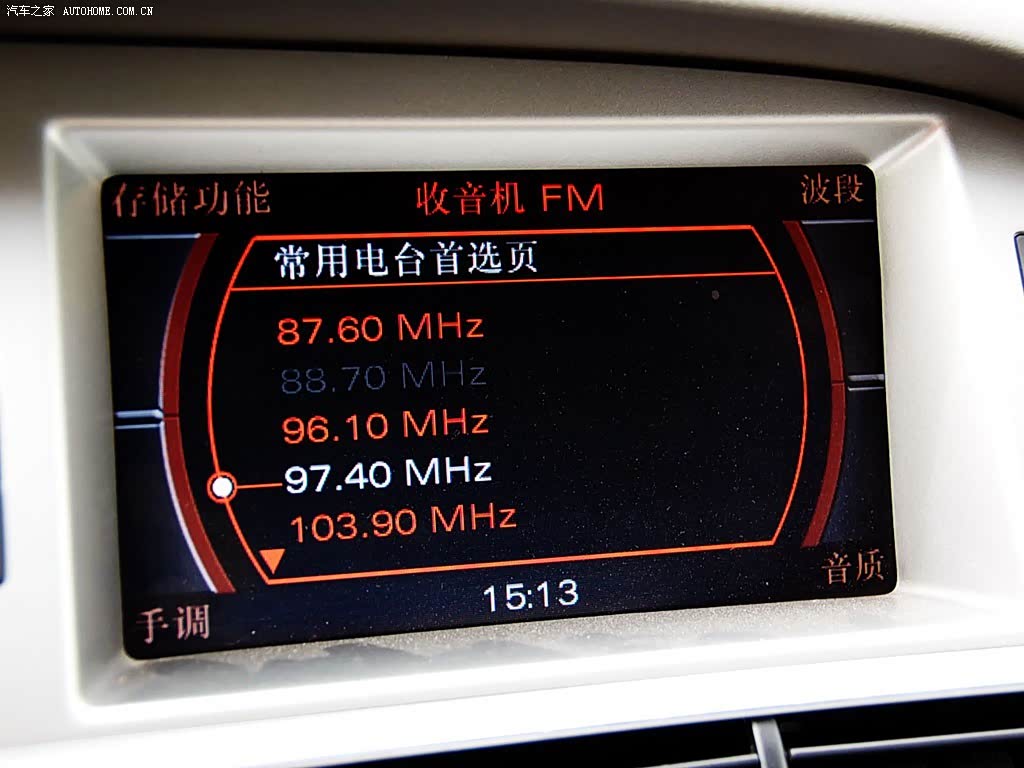 汽车之家 AUTOHOME.COM.CN
存储功能 收音机 FM 波段
常用电台首选页
87.60 MHz
88.70 MHz
96.10 MHz
97.40 MHz
103.90 MHz
音质
15:13
手调